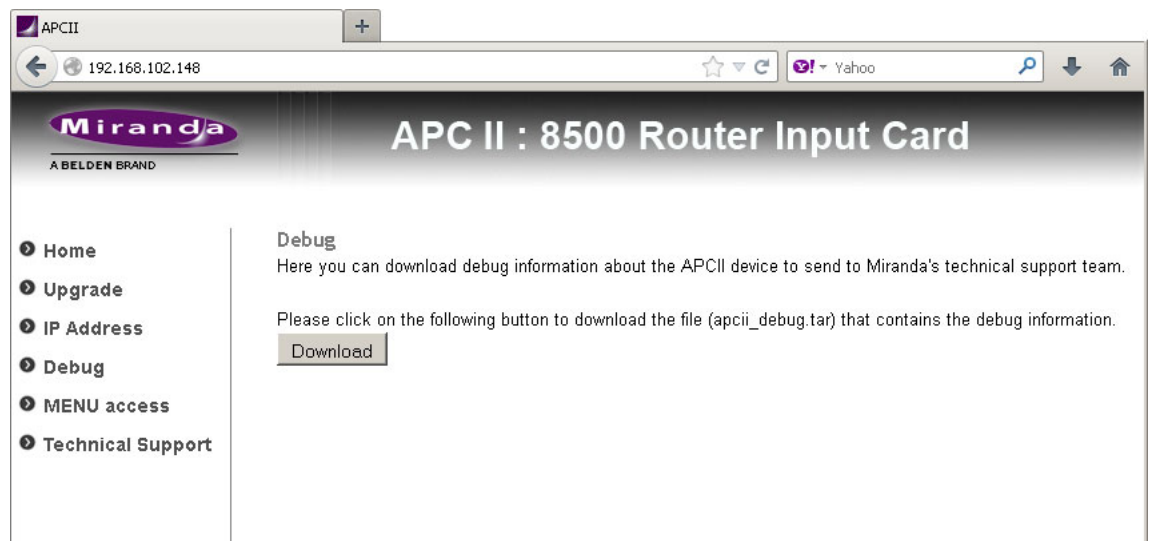 APCII
192.168.102.148
Yahoo
Miranda
A BELDEN BRAND
APC II : 8500 Router Input Card
Home
Upgrade
IP Address
Debug
MENU access
Technical Support
Debug
Here you can download debug information about the APCII device to send to Miranda's technical support team.
Please click on the following button to download the file (apcii_debug.tar) that contains the debug information.
Download